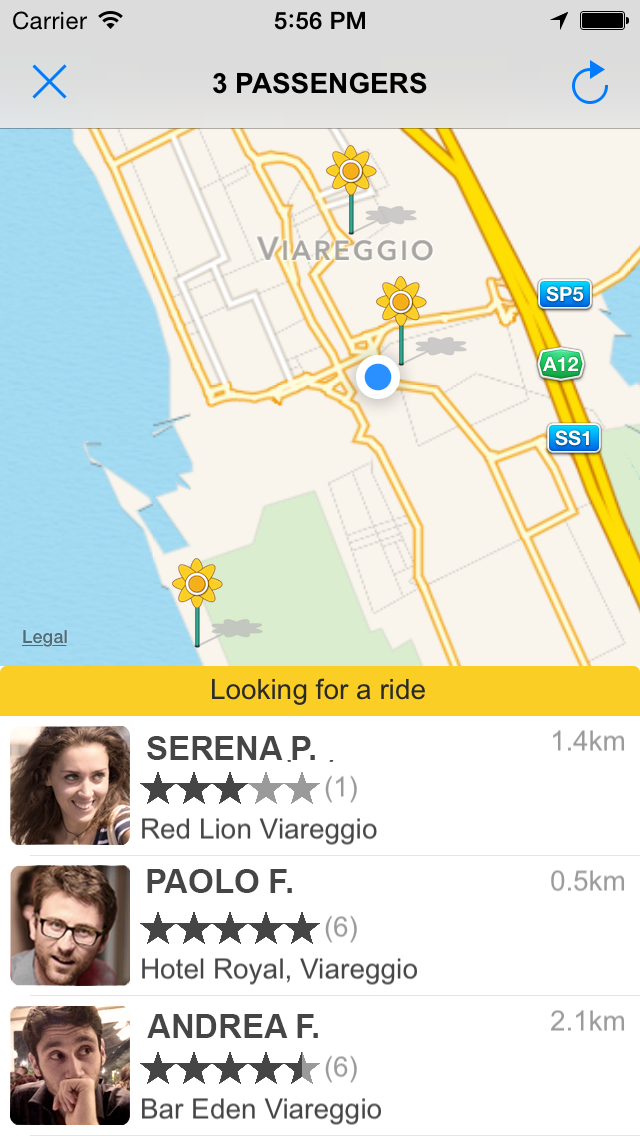 Carrier 5:56 PM
3 PASSENGERS
VIAREGGIO
SP5
A12
SS1
Legal
Looking for a ride
SERENA P. 1.4km
(1)
Red Lion Viareggio
PAOLO F. 0.5km
(6)
Hotel Royal, Viareggio
ANDREA F. 2.1km
(6)
Bar Eden Viareggio